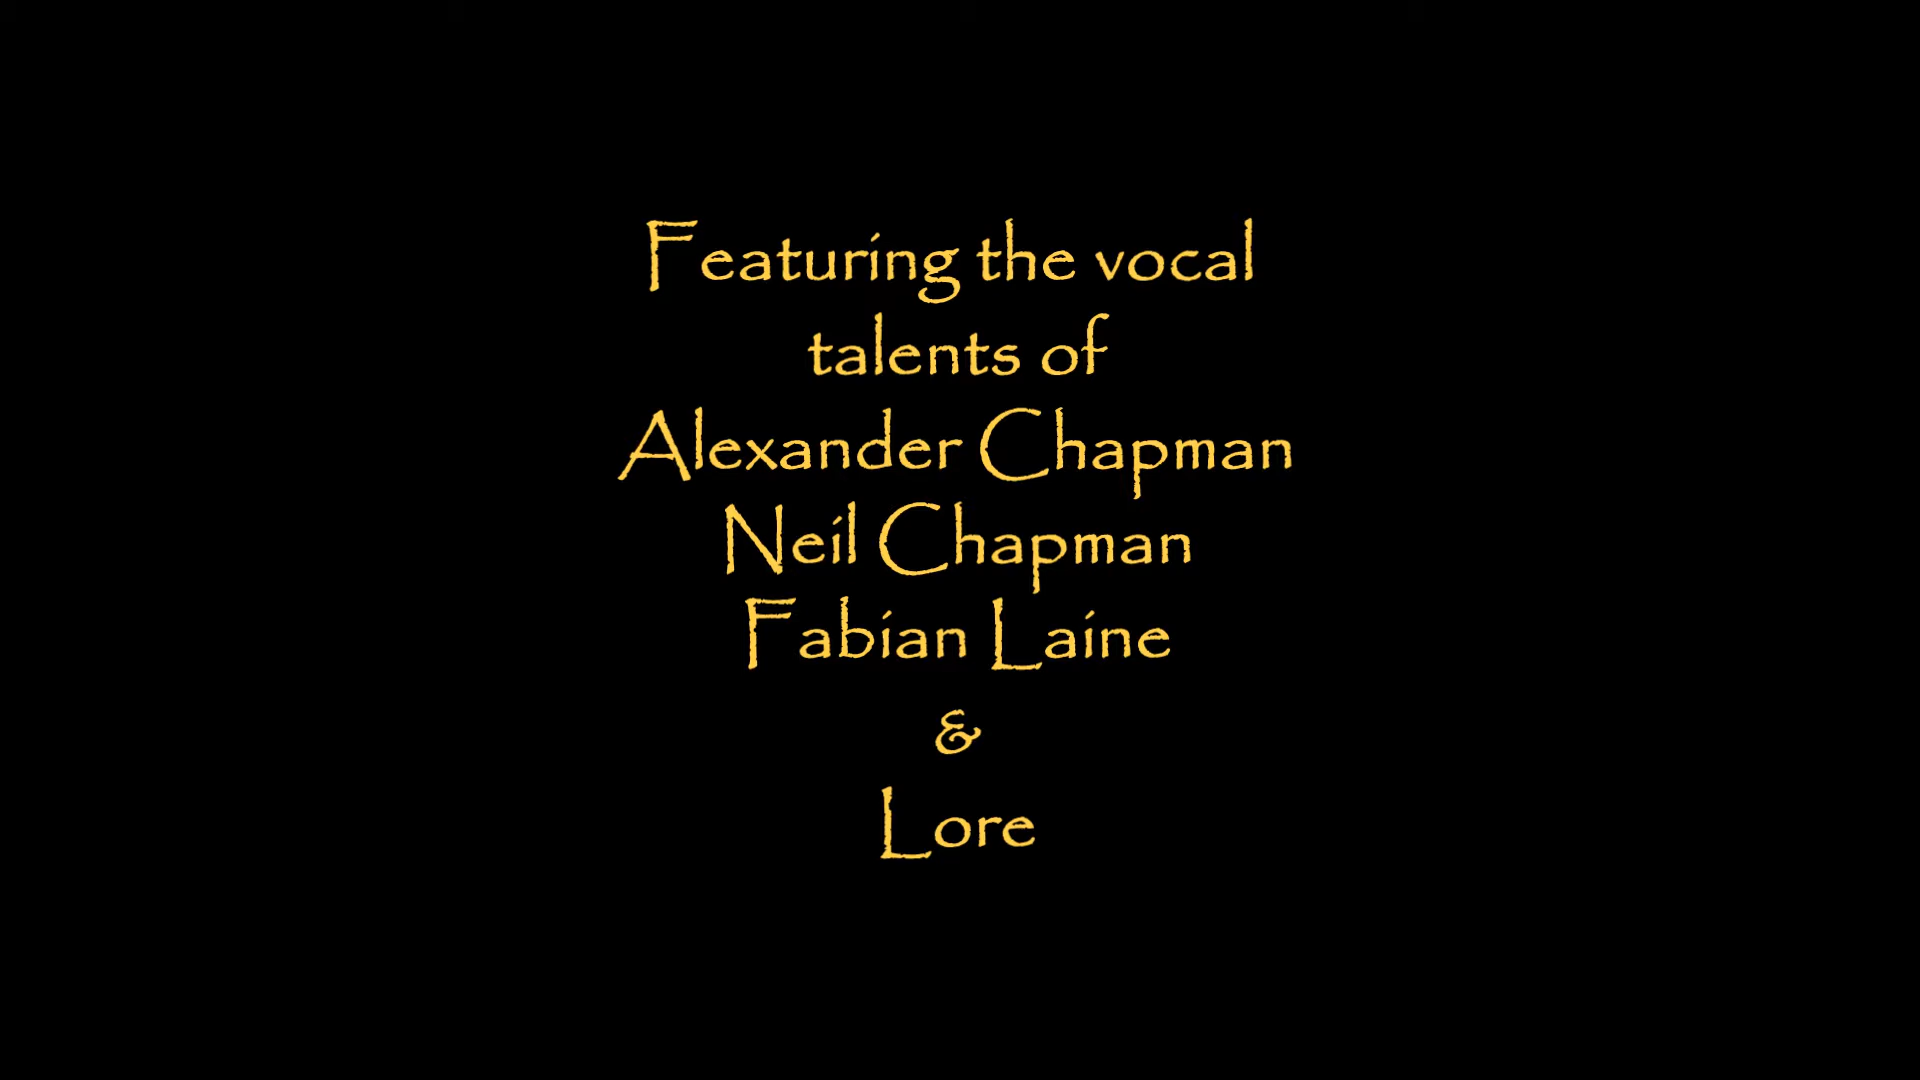 Featuring the vocal
talents of
Alexander Chapman
Neil Chapman
Fabian Laine
&
Lore